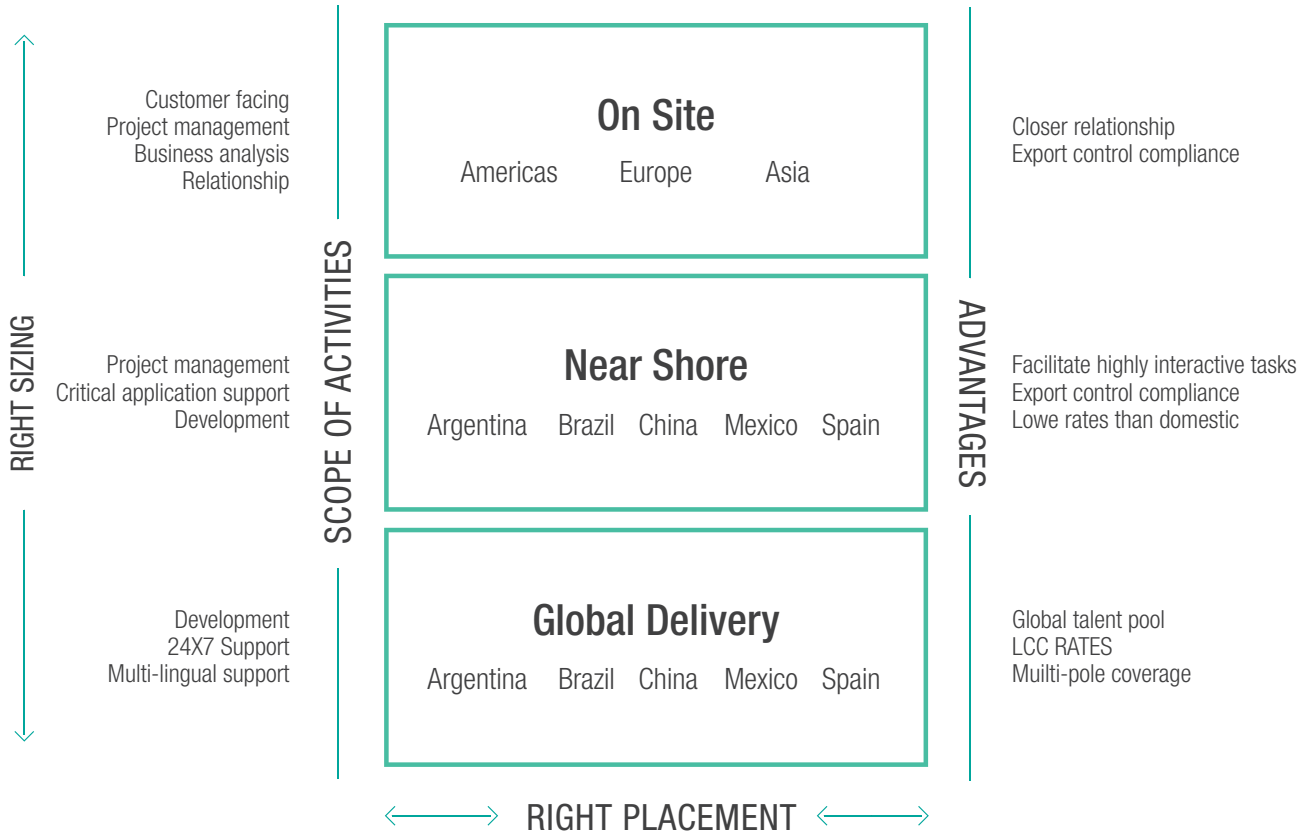 RIGHT SIZING
SCOPE OF ACTIVITIES
Customer facing
Project management
Business analysis
Relationship
On Site
Americas Europe Asia
Closer relationship
Export control compliance
ADVANTAGES
Project management
Critical application support
Development
Near Shore
Argentina Brazil China Mexico Spain
Facilitate highly interactive tasks
Export control compliance
Lowe rates than domestic
Development
24X7 Support
Multi-lingual support
Global Delivery
Argentina Brazil China Mexico Spain
Global talent pool
LCC RATES
Muilti-pole coverage
RIGHT PLACEMENT